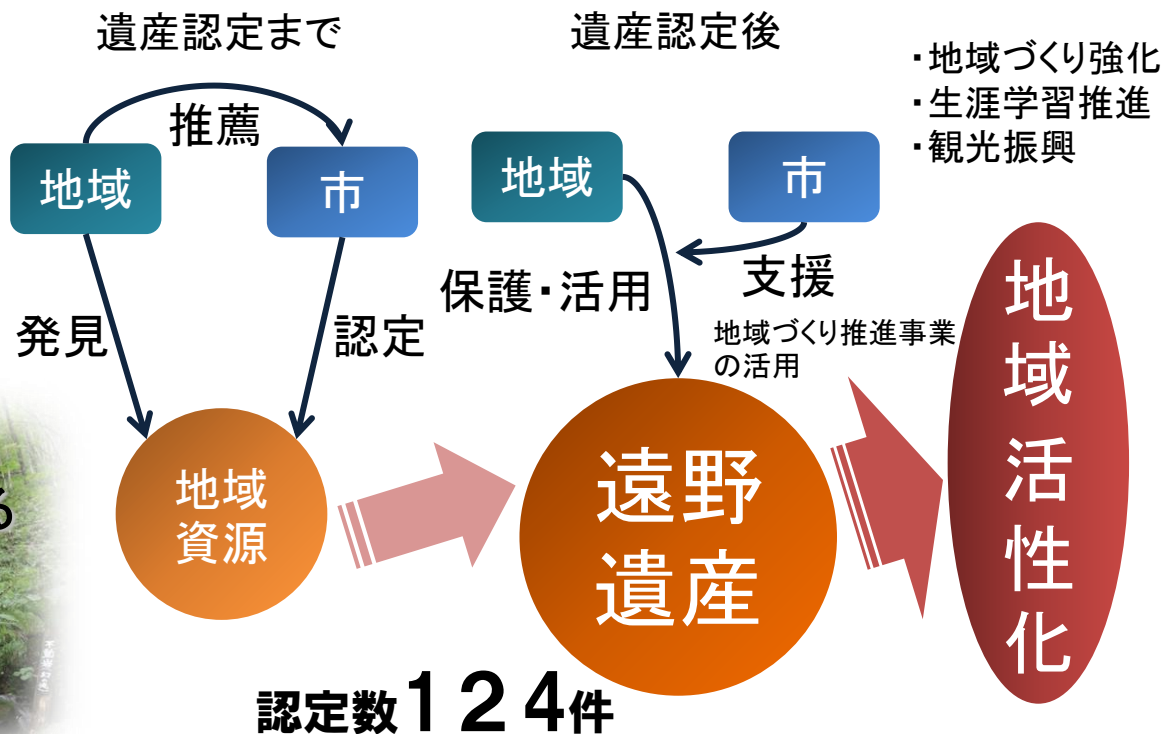 遺産認定まで
遺産認定後
・地域づくり強化
・生涯学習推進
・観光振興
推薦
地域
市
地域
市
発見
認定
保護・活用
支援
地域づくり推進事業
の活用
地域
資源
遠野
遺産
地域活性化
認定数124件